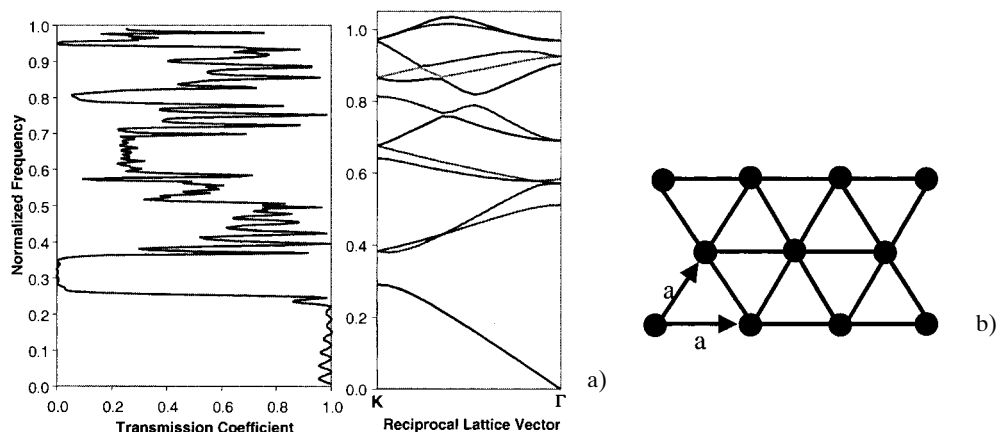 Normalized Frequency
1.0
0.9
0.8
0.7
0.6
0.5
0.4
0.3
0.2
0.1
0.0
0.0 0.2 0.4 0.6 0.8 1.0
Transmission Coefficient
1.0
0.8
0.6
0.4
0.2
0.0
K Γ
Reciprocal Lattice Vector
a)
a
a
b)